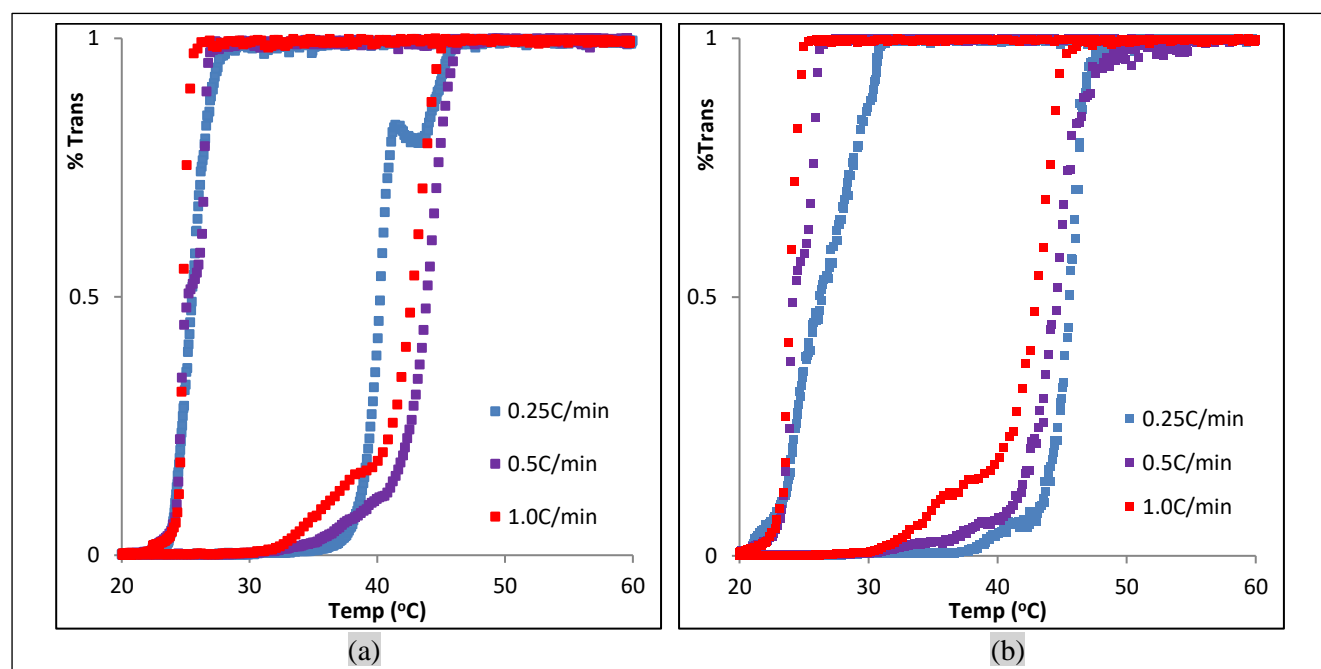 % Trans
1
0.5
0
20
30
40
50
60
Temp (ºC)
0.25C/min
0.5C/min
1.0C/min
(a)
%Trans
1
0.5
0
20
30
40
50
60
Temp (ºC)
0.25C/min
0.5C/min
1.0C/min
(b)